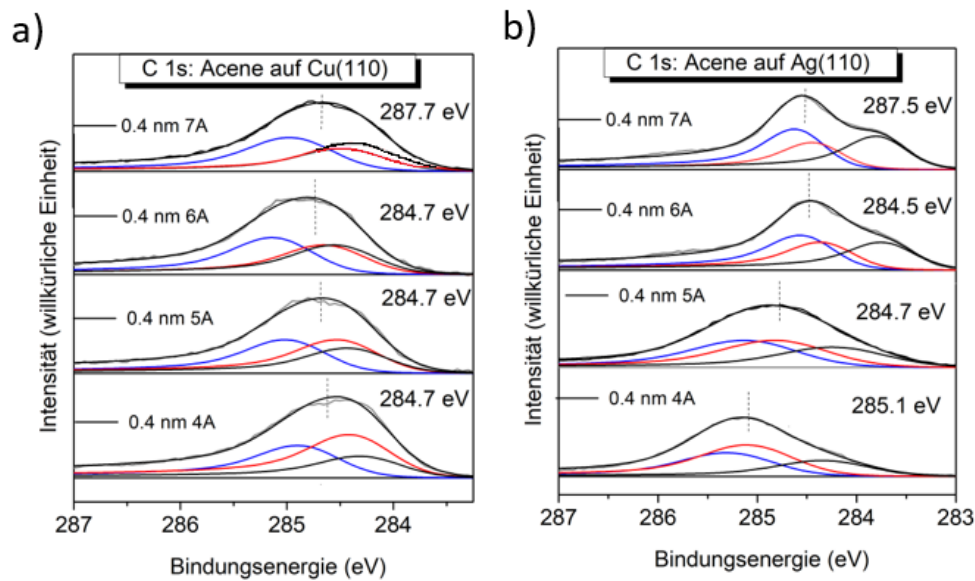 a)
C 1s: Acene auf Cu(110)
Intensität (willkürliche Einheit)
0.4 nm 7A
287.7 eV
0.4 nm 6A
284.7 eV
0.4 nm 5A
284.7 eV
0.4 nm 4A
284.7 eV
287
286
285
284
Bindungsenergie (eV)
b)
C 1s: Acene auf Ag(110)
Intensität (willkürliche Einheit)
0.4 nm 7A
287.5 eV
0.4 nm 6A
284.5 eV
0.4 nm 5A
284.7 eV
0.4 nm 4A
285.1 eV
287
286
285
284
283
Bindungsenergie (eV)